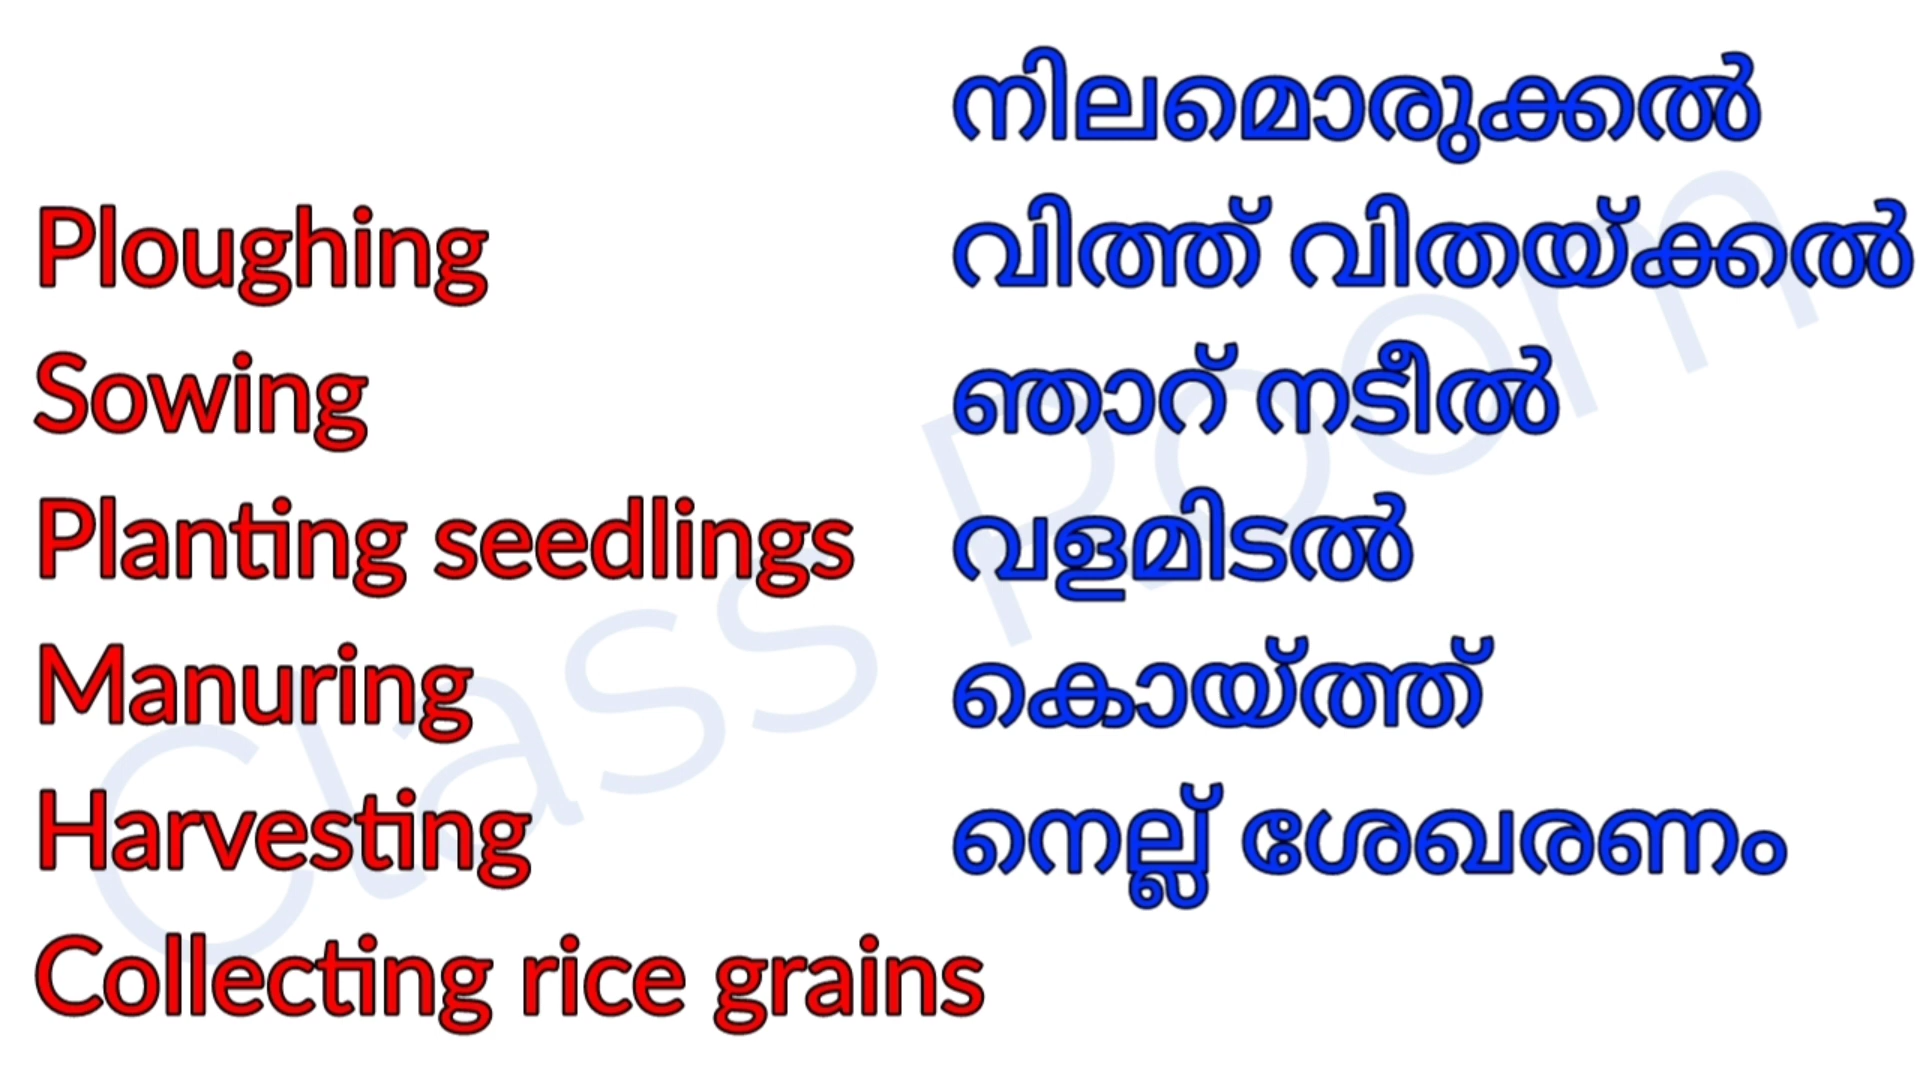 Ploughing
Sowing
Planting seedlings
Manuring
Harvesting
Collecting rice grains
നിലമൊരുക്കൽ
വിത്ത് വിതയ്ക്കൽ
ഞാറ് നടീൽ
വളമിടൽ
കൊയ്ത്ത്
നെല്ല് ശേഖരണം
Class Room